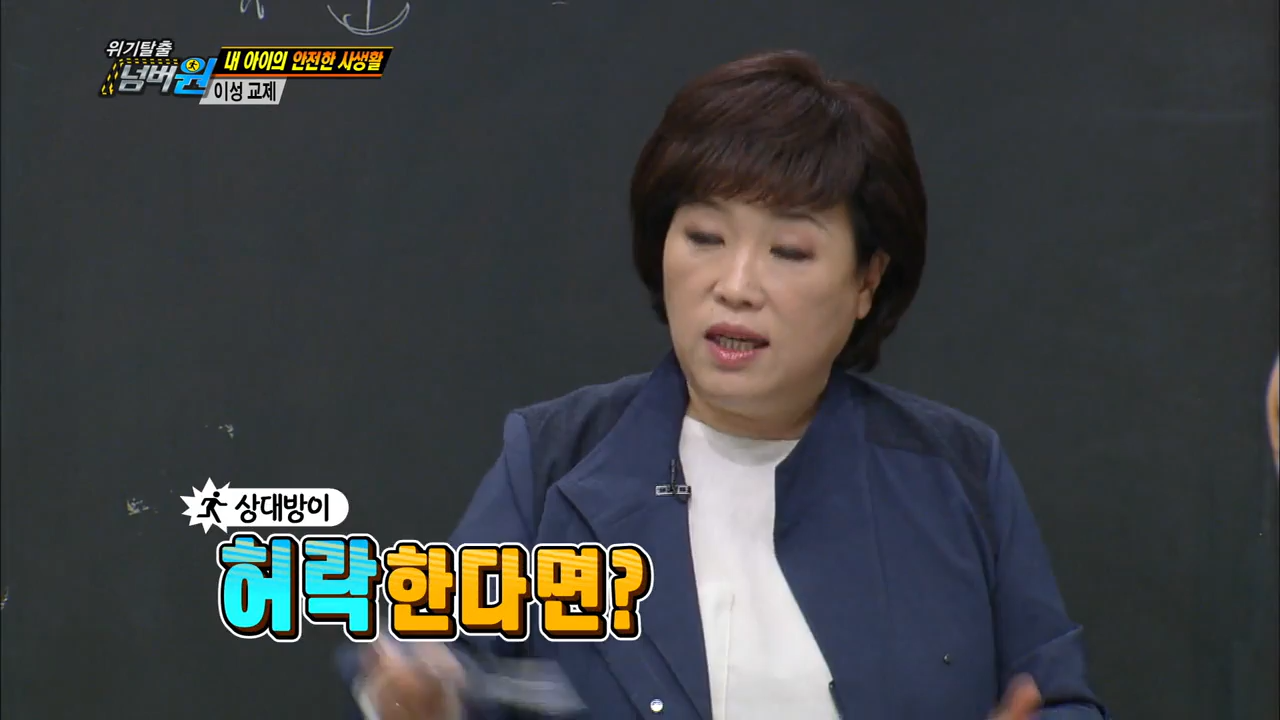 위기탈출
넘버원
내 아이의 안전한 사생활
이성 교제
상대방이
허락한다면?